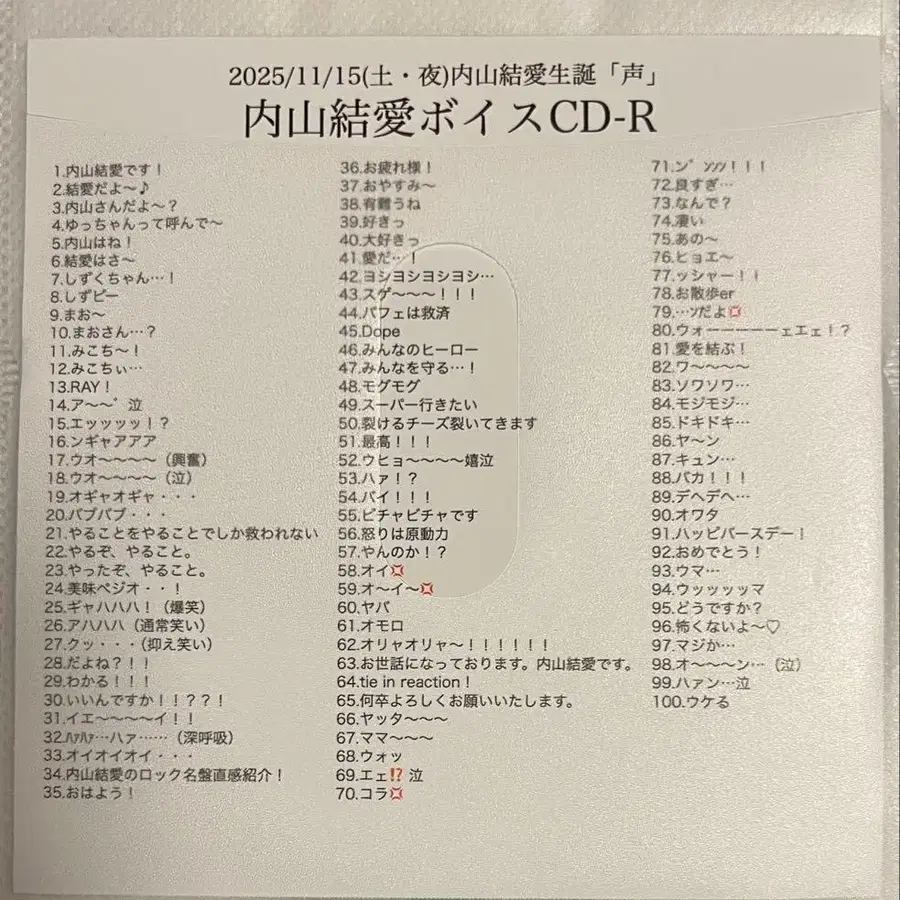 2025/11/15(土・夜)内山結愛生誕「声」
内山結愛ボイスCD-R
1.内山結愛です！
2.結愛だよ〜♪
3.内山さんだよ〜？
4.ゆっちゃんって呼んで〜
5.内山はね！
6.結愛はさ〜
7.しずくちゃん…！
8.しずピー
9.まお〜
10.まおさん…？
11.みこち〜！
12.みこちぃ…
13.RAY！
14.ア〜〜゛泣
15.エッッッッ！？
16.ンギャアアア
17.ウオ〜〜〜〜（興奮）
18.ウオ〜〜〜〜（泣）
19.オギャオギャ・・・
20.バブバブ・・・
21.やることをやることでしか救われない
22.やるぞ、やること。
23.やったぞ、やること。
24.美味ベジオ・・！
25.ギャハハハ！（爆笑）
26.アハハハ（通常笑い）
27.クッ・・・（抑え笑い）
28.だよね？！！
29.わかる！！！
30.いいんですか！！？？！
31.イエ〜〜〜〜イ！！
32.ﾊｧﾊｧ…ハァ……（深呼吸）
33.オイオイオイ・・・
34.内山結愛のロック名盤直感紹介！
35.おはよう！
36.お疲れ様！
37.おやすみ〜
38.有難うね
39.好きっ
40.大好きっ
41.愛だ…！
42.ヨシヨシヨシヨシ…
43.スゲ〜〜〜！！！
44.パフェは救済
45.Dope
46.みんなのヒーロー
47.みんなを守る…！
48.モグモグ
49.スーパー行きたい
50.裂けるチーズ裂いてきます
51.最高！！！
52.ウヒョ〜〜〜〜嬉泣
53.ハァ！？
54.バイ！！！
55.ビチャビチャです
56.怒りは原動力
57.やんのか！？
58.オイ💢
59.オ〜イ〜💢
60.ヤバ
61.オモロ
62.オリャオリャ〜！！！！！！
63.お世話になっております。内山結愛です。
64.tie in reaction！
65.何卒よろしくお願いいたします。
66.ヤッタ〜〜〜
67.ママ〜〜〜
68.ウォッ
69.エェ⁉️ 泣
70.コラ💢
71.ン゛ﾝﾝﾝ！！！
72.良すぎ…
73.なんで？
74.凄い
75.あの〜
76.ヒョエ〜
77.ッシャー！！
78.お散歩er
79.…ﾝだよ💢
80.ウォーーーーーェエェ！？
81.愛を結ぶ！
82.ワ〜〜〜〜
83.ソワソワ…
84.モジモジ…
85.ドキドキ…
86.ヤ〜ン
87.キュン…
88.バカ！！！
89.デヘデヘ…
90.オワタ
91.ハッピバースデー！
92.おめでとう！
93.ウマ…
94.ウッッッッマ
95.どうですか？
96.怖くないよ〜♡
97.マジか…
98.オ〜〜〜ン…（泣）
99.ハァン…泣
100.ウケる